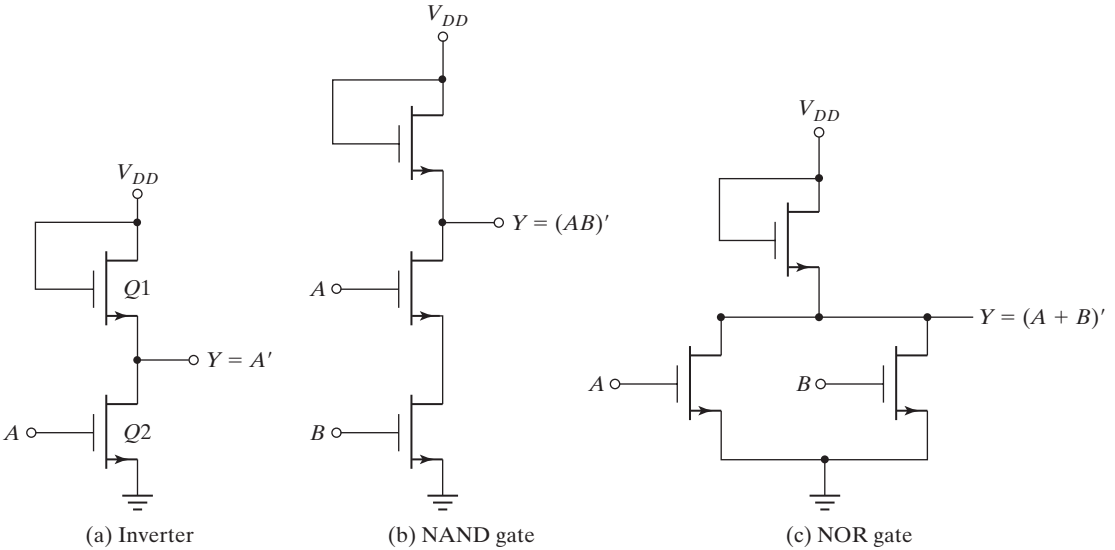 V_DD
Q1
Y = A′
A
Q2
(a) Inverter
V_DD
Y = (AB)′
A
B
(b) NAND gate
V_DD
Y = (A + B)′
A
B
(c) NOR gate